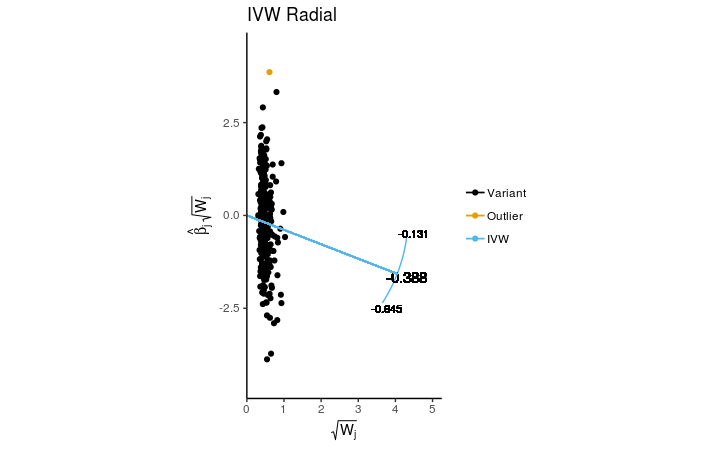 IVW Radial
β̂j√Wj
2.5
0.0
-2.5
-0.131
-0.388
-0.645
0 1 2 3 4 5
√Wj
Variant
Outlier
IVW